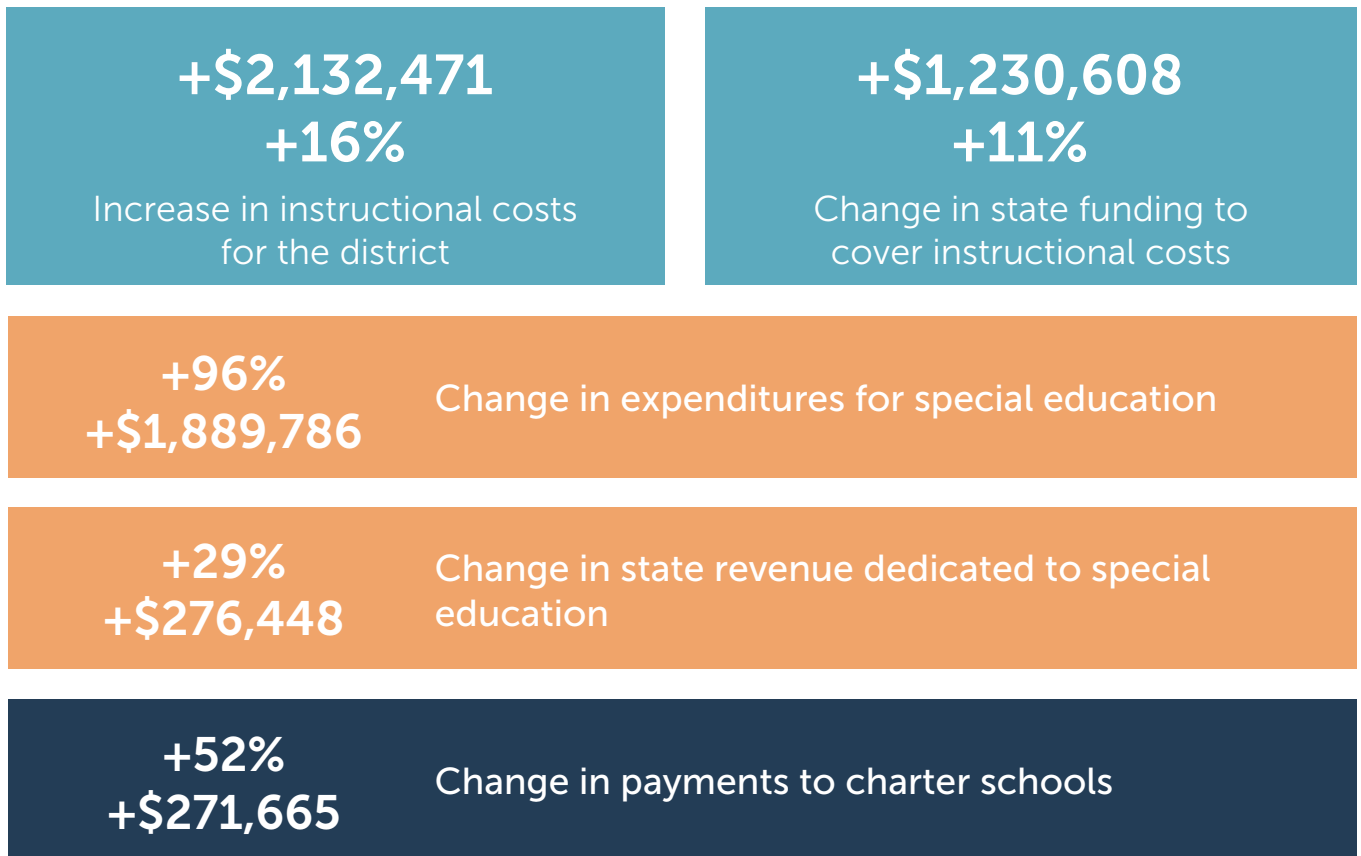 +$2,132,471
+16%
Increase in instructional costs
for the district
+$1,230,608
+11%
Change in state funding to
cover instructional costs
+96%
+$1,889,786
Change in expenditures for special education
+29%
+$276,448
Change in state revenue dedicated to special
education
+52%
+$271,665
Change in payments to charter schools